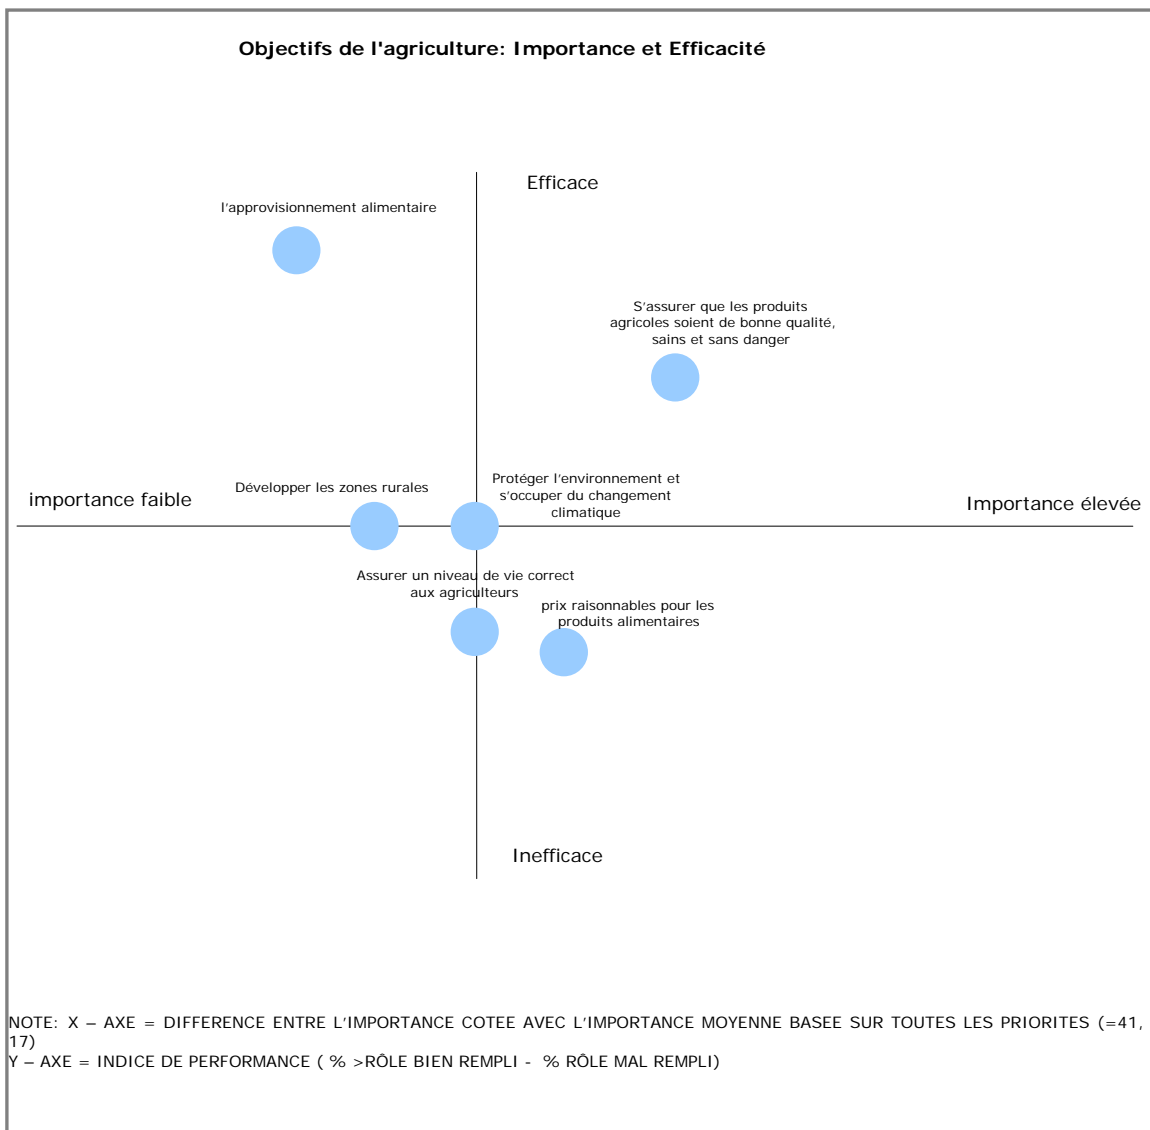 Objectifs de l'agriculture: Importance et Efficacité
Efficace
l'approvisionnement alimentaire
S'assurer que les produits
agricoles soient de bonne qualité,
sains et sans danger
importance faible
Développer les zones rurales
Protéger l'environnement et
s'occuper du changement
climatique
Importance élevée
Assurer un niveau de vie correct
aux agriculteurs
prix raisonnables pour les
produits alimentaires
Inefficace
NOTE: X – AXE = DIFFERENCE ENTRE L'IMPORTANCE COTEE AVEC L'IMPORTANCE MOYENNE BASEE SUR TOUTES LES PRIORITES (=41,
17)
Y – AXE = INDICE DE PERFORMANCE ( % >RÔLE BIEN REMPLI - % RÔLE MAL REMPLI)